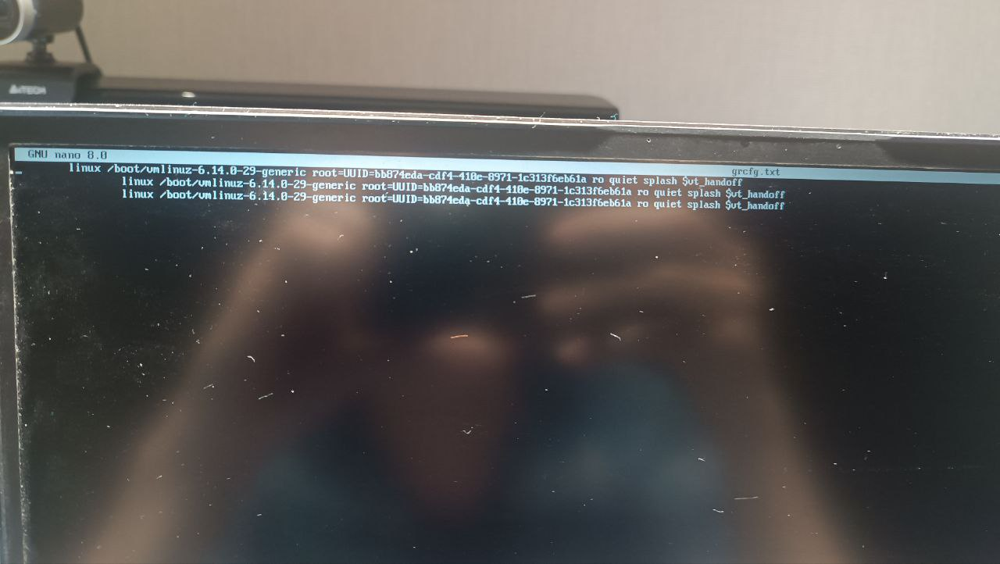 A4TECH
GNU nano 8.0 grcfg.txt
linux /boot/vmlinuz-6.14.0-29-generic root=UUID=bb874eda-cdf4-410e-8971-1c313f6eb61a ro quiet splash $vt_handoff
linux /boot/vmlinuz-6.14.0-29-generic root=UUID=bb874eda-cdf4-410e-8971-1c313f6eb61a ro quiet splash $vt_handoff
linux /boot/vmlinuz-6.14.0-29-generic root=UUID=bb874eda-cdf4-410e-8971-1c313f6eb61a ro quiet splash $vt_handoff